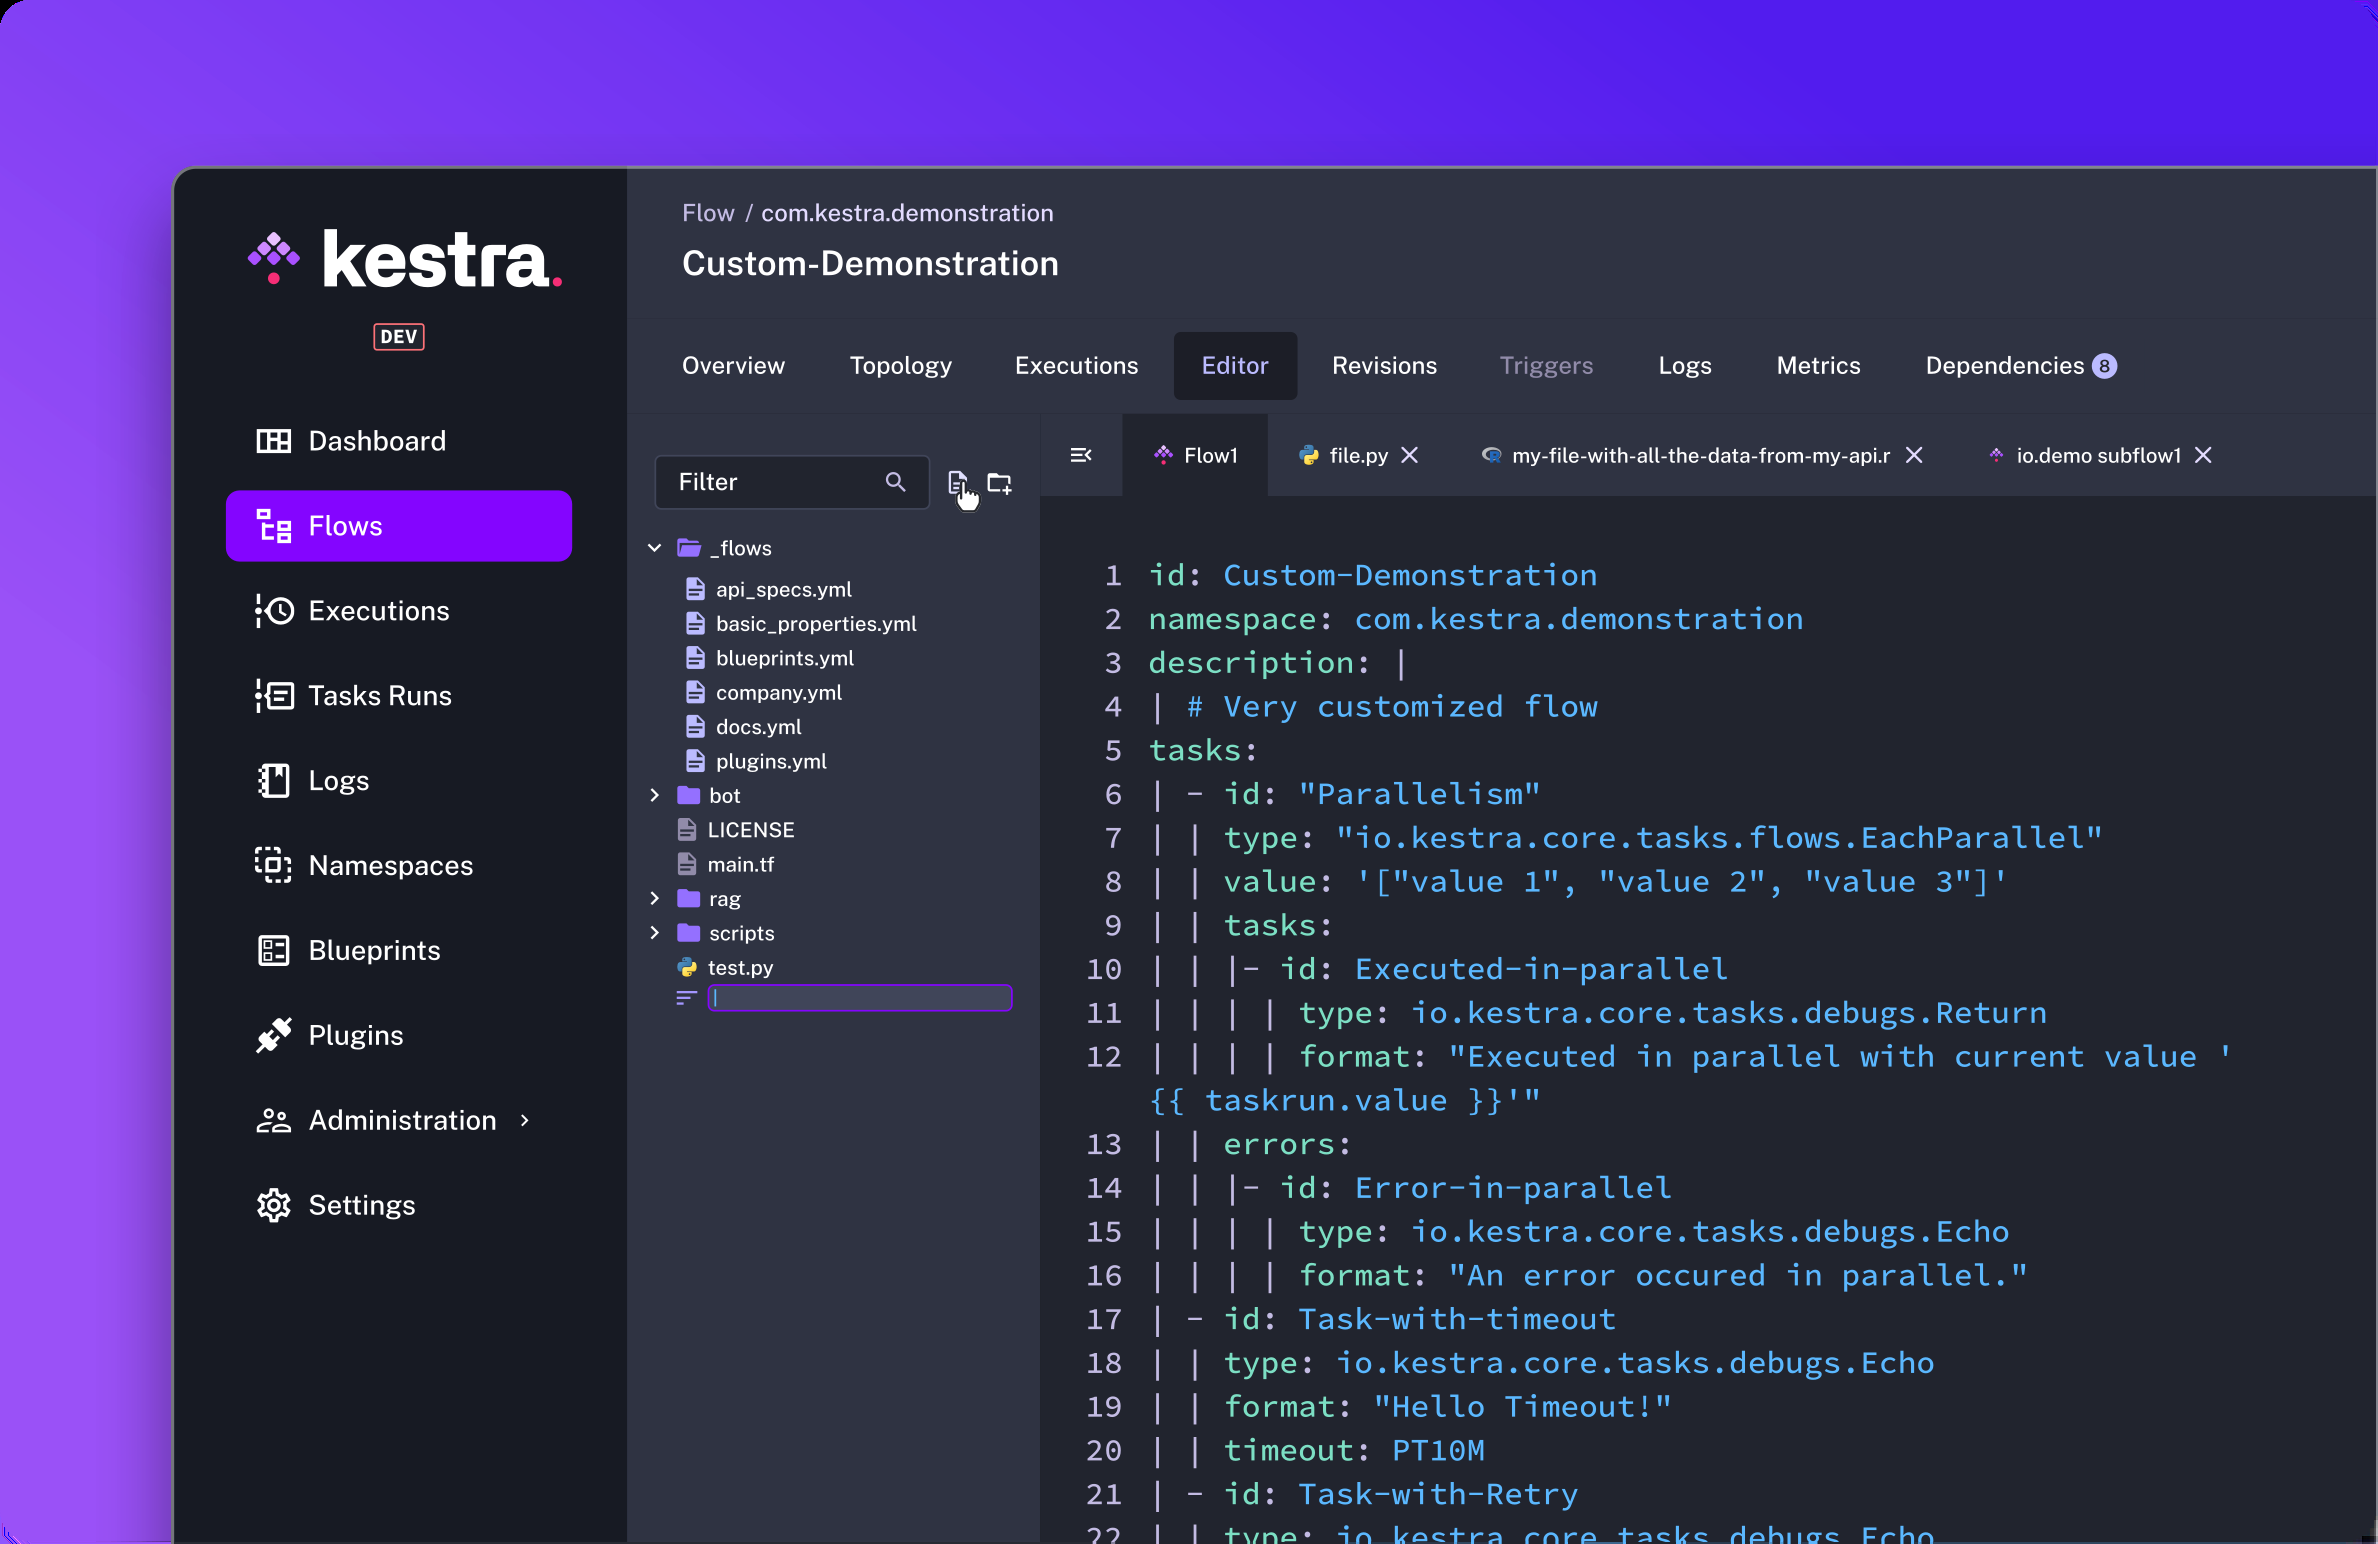 kestra.
DEV
Dashboard
Flows
Executions
Tasks Runs
Logs
Namespaces
Blueprints
Plugins
Administration
Settings
Flow / com.kestra.demonstration
Custom-Demonstration
Overview Topology Executions Editor Revisions Triggers Logs Metrics Dependencies 8
Filter
_flows
api_specs.yml
basic_properties.yml
blueprints.yml
company.yml
docs.yml
plugins.yml
bot
LICENSE
main.tf
rag
scripts
test.py
Flow1 file.py my-file-with-all-the-data-from-my-api.r io.demo subflow1
1 id: Custom-Demonstration
2 namespace: com.kestra.demonstration
3 description: |
4 | # Very customized flow
5 tasks:
6 | - id: "Parallelism"
7 | | type: "io.kestra.core.tasks.flows.EachParallel"
8 | | value: '["value 1", "value 2", "value 3"]'
9 | | tasks:
10 | | |- id: Executed-in-parallel
11 | | | | type: io.kestra.core.tasks.debugs.Return
12 | | | | format: "Executed in parallel with current value '
{{ taskrun.value }}'"
13 | | errors:
14 | | |- id: Error-in-parallel
15 | | | | type: io.kestra.core.tasks.debugs.Echo
16 | | | | format: "An error occured in parallel."
17 | - id: Task-with-timeout
18 | | type: io.kestra.core.tasks.debugs.Echo
19 | | format: "Hello Timeout!"
20 | | timeout: PT10M
21 | - id: Task-with-Retry
22 | | type: io.kestra.core.tasks.debugs.Echo